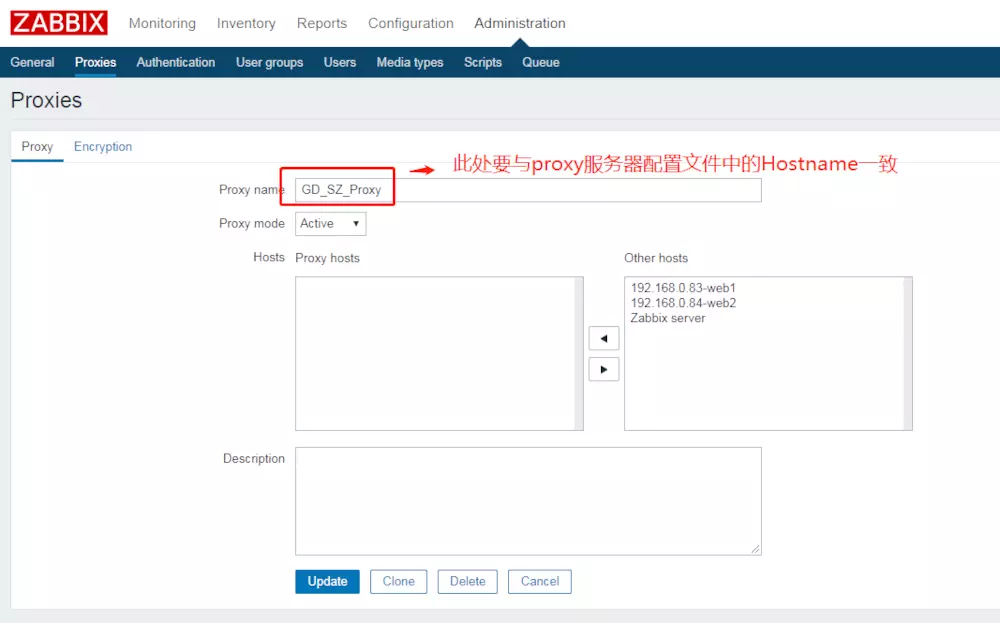 ZABBIX Monitoring Inventory Reports Configuration Administration
General Proxies Authentication User groups Users Media types Scripts Queue
Proxies
Proxy Encryption
此处要与proxy服务器配置文件中的Hostname一致
Proxy name GD_SZ_Proxy
Proxy mode Active
Hosts Proxy hosts Other hosts
192.168.0.83-web1
192.168.0.84-web2
Zabbix server
Description
Update Clone Delete Cancel